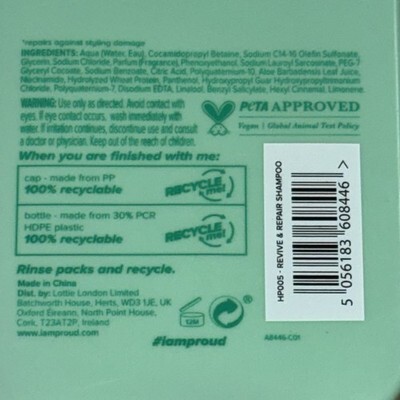 *repairs against styling damage
INGREDIENTS: Aqua (Water, Eau), Cocamidopropyl Betaine, Sodium C14-16 Olefin Sulfonate,
Glycerin, Sodium Chloride, Parfum (Fragrance), Phenoxyethanol, Sodium Lauroyl Sarcosinate, PEG-7
Glyceryl Cocoate, Sodium Benzoate, Citric Acid, Polyquaternium-10, Aloe Barbadensis Leaf Juice,
Niacinamide, Hydrolyzed Wheat Protein, Panthenol, Hydroxypropyl Guar Hydroxypropyltrimonium
Chloride, Polyquaternium-7, Disodium EDTA, Linalool, Benzyl Salicylate, Hexyl Cinnamal, Limonene.
WARNING: Use only as directed. Avoid contact with
eyes. If eye contact occurs, wash immediately with
water. If irritation continues, discontinue use and consult
a doctor or physician. Keep out of the reach of children.
PETA APPROVED
Vegan | Global Animal Test Policy
When you are finished with me:
cap - made from PP
100% recyclable
RECYCLE me!
bottle - made from 30% PCR
HDPE plastic
100% recyclable
RECYCLE me!
Rinse packs and recycle.
Made in China
Dist. by: Lottie London Limited
Batchworth House, Herts, WD3 1JE, UK
Oxford Eireann, North Point House,
Cork, T23AT2P, Ireland
www.iamproud.com
12M
#iamproud
A8446-C01
HP005 - REVIVE & REPAIR SHAMPOO
5 056183 608446 >